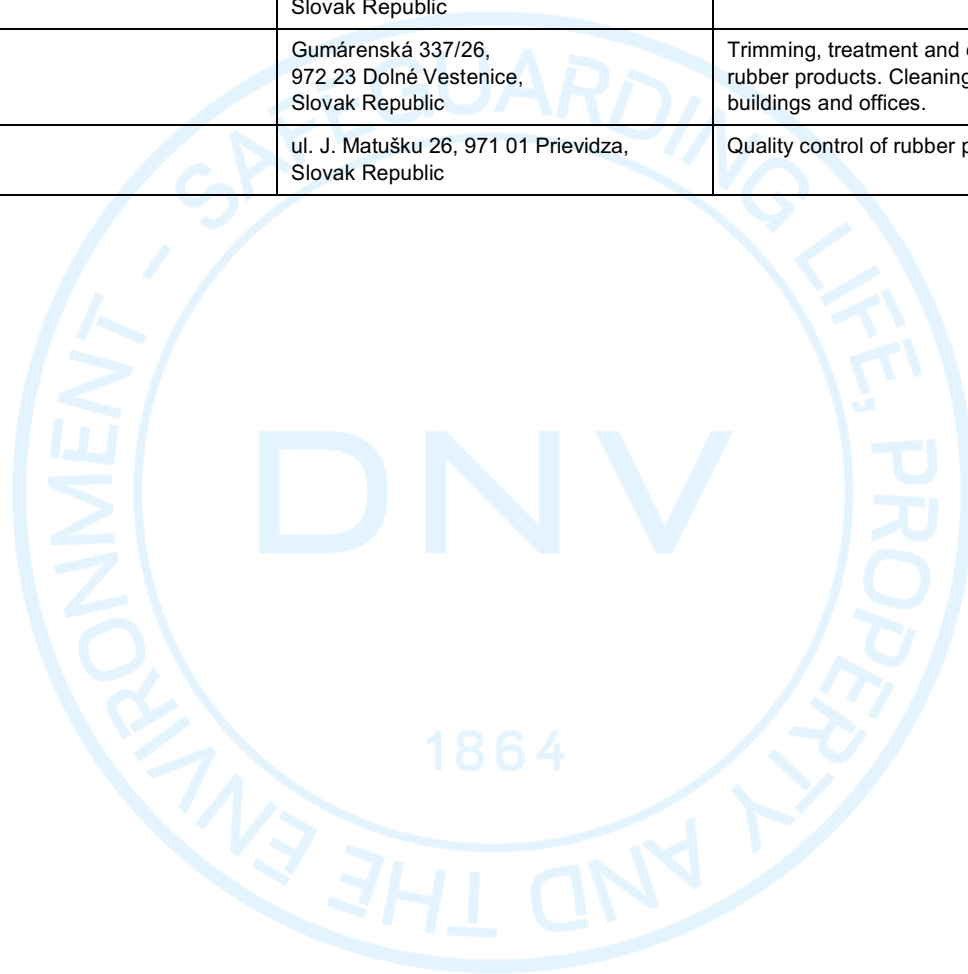 Slovak Republic
Gumárenská 337/26,
972 23 Dolné Vestenice,
Slovak Republic
Trimming, treatment and
rubber products. Cleaning
buildings and offices.
ul. J. Matušku 26, 971 01 Prievidza,
Slovak Republic
Quality control of rubber
SAFEGUARDING LIFE, PROPERTY AND THE ENVIRONMENT -
DNV
1864